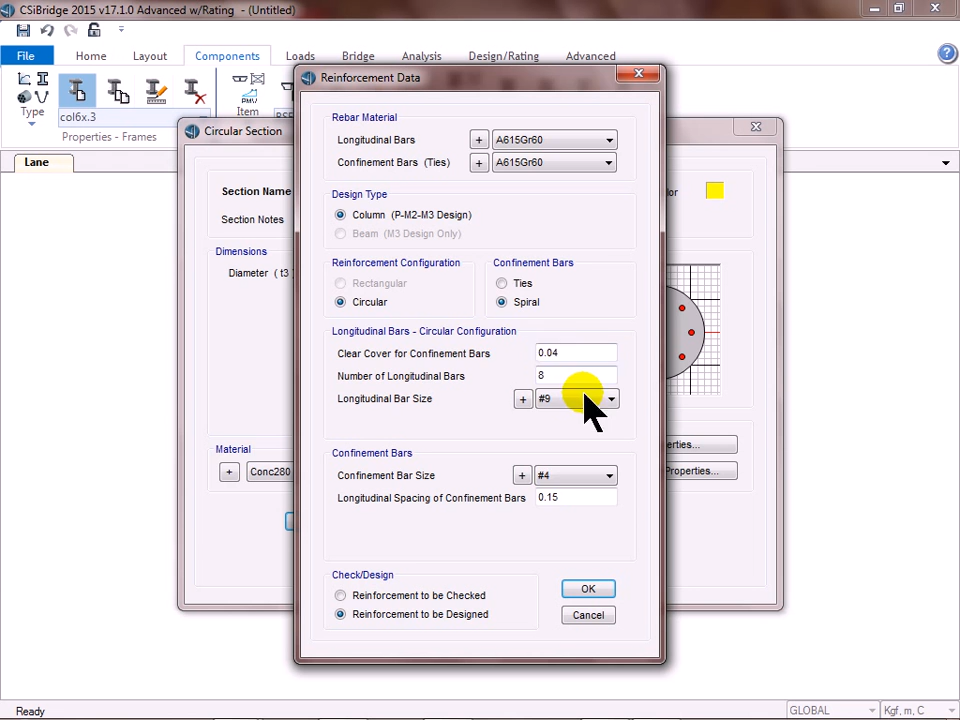 CSiBridge 2015 v17.1.0 Advanced w/Rating - (Untitled)
File Home Layout Components Loads Bridge Analysis Design/Rating Advanced
Type
col6x.3
Item
PMV
Properties - Frames
Lane
Circular Section
Section Name
Section Notes
Dimensions
Diameter ( t3
Material
+ Conc280
Reinforcement Data
Rebar Material
Longitudinal Bars + A615Gr60
Confinement Bars (Ties) + A615Gr60
Design Type
Column (P-M2-M3 Design)
Beam (M3 Design Only)
Reinforcement Configuration
Rectangular
Circular
Confinement Bars
Ties
Spiral
Longitudinal Bars - Circular Configuration
Clear Cover for Confinement Bars 0.04
Number of Longitudinal Bars 8
Longitudinal Bar Size + #9
Confinement Bars
Confinement Bar Size + #4
Longitudinal Spacing of Confinement Bars 0.15
Check/Design
Reinforcement to be Checked
Reinforcement to be Designed
OK
Cancel
Properties...
Ready
GLOBAL
Kgf, m, C